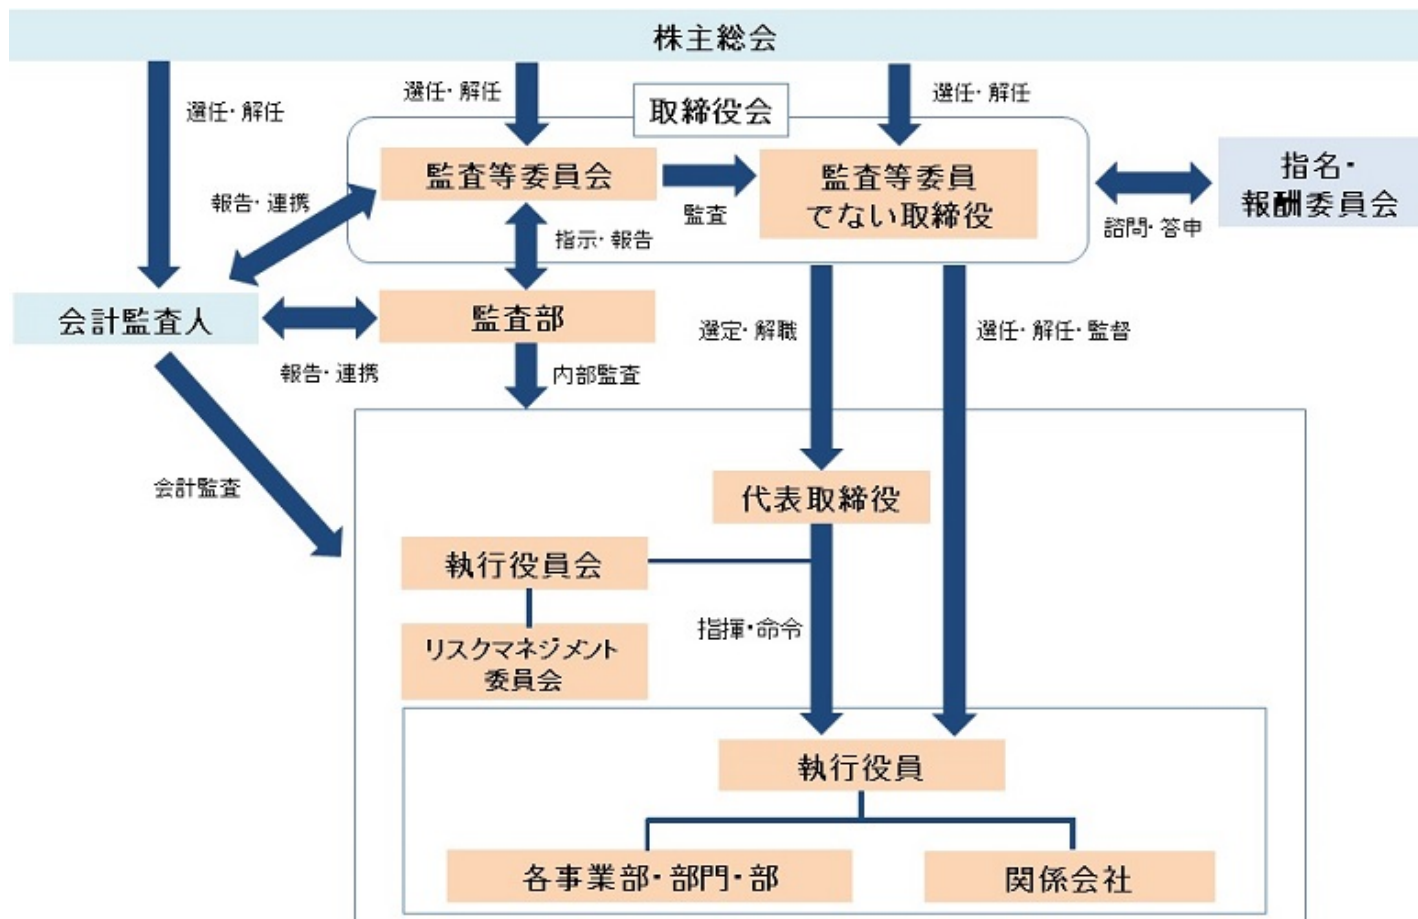 株主総会
選任・解任
選任・解任
選任・解任
取締役会
監査等委員会
監査
監査等委員
でない取締役
指名・
報酬委員会
諮問・答申
報告・連携
指示・報告
会計監査人
監査部
報告・連携
内部監査
選定・解職
選任・解任・監督
会計監査
代表取締役
執行役員会
指揮・命令
リスクマネジメント
委員会
執行役員
各事業部・部門・部
関係会社